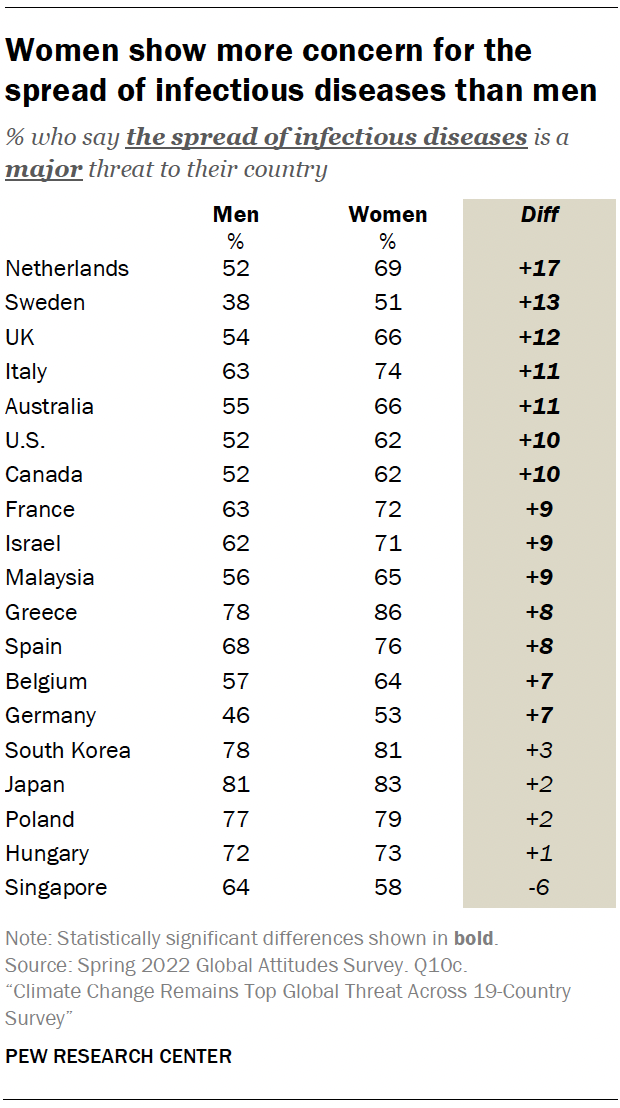 Women show more concern for the
spread of infectious diseases than men
% who say the spread of infectious diseases is a
major threat to their country
Men Women Diff
% %
Netherlands 52 69 +17
Sweden 38 51 +13
UK 54 66 +12
Italy 63 74 +11
Australia 55 66 +11
U.S. 52 62 +10
Canada 52 62 +10
France 63 72 +9
Israel 62 71 +9
Malaysia 56 65 +9
Greece 78 86 +8
Spain 68 76 +8
Belgium 57 64 +7
Germany 46 53 +7
South Korea 78 81 +3
Japan 81 83 +2
Poland 77 79 +2
Hungary 72 73 +1
Singapore 64 58 -6
Note: Statistically significant differences shown in bold.
Source: Spring 2022 Global Attitudes Survey. Q10c.
“Climate Change Remains Top Global Threat Across 19-Country
Survey”
PEW RESEARCH CENTER